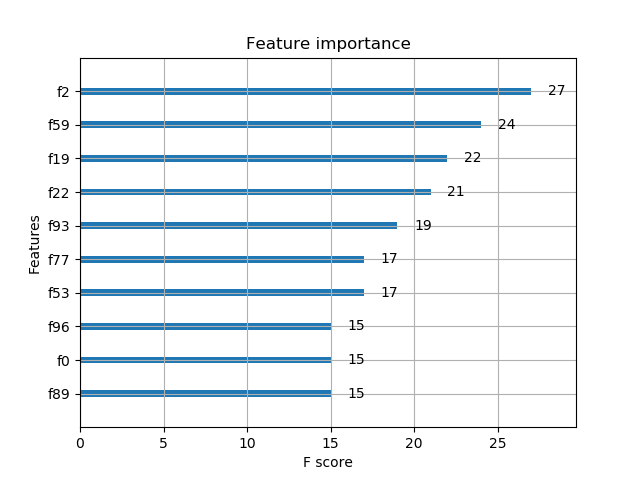 Feature importance
Features
f2 27
f59 24
f19 22
f22 21
f93 19
f77 17
f53 17
f96 15
f0 15
f89 15
0 5 10 15 20 25
F score